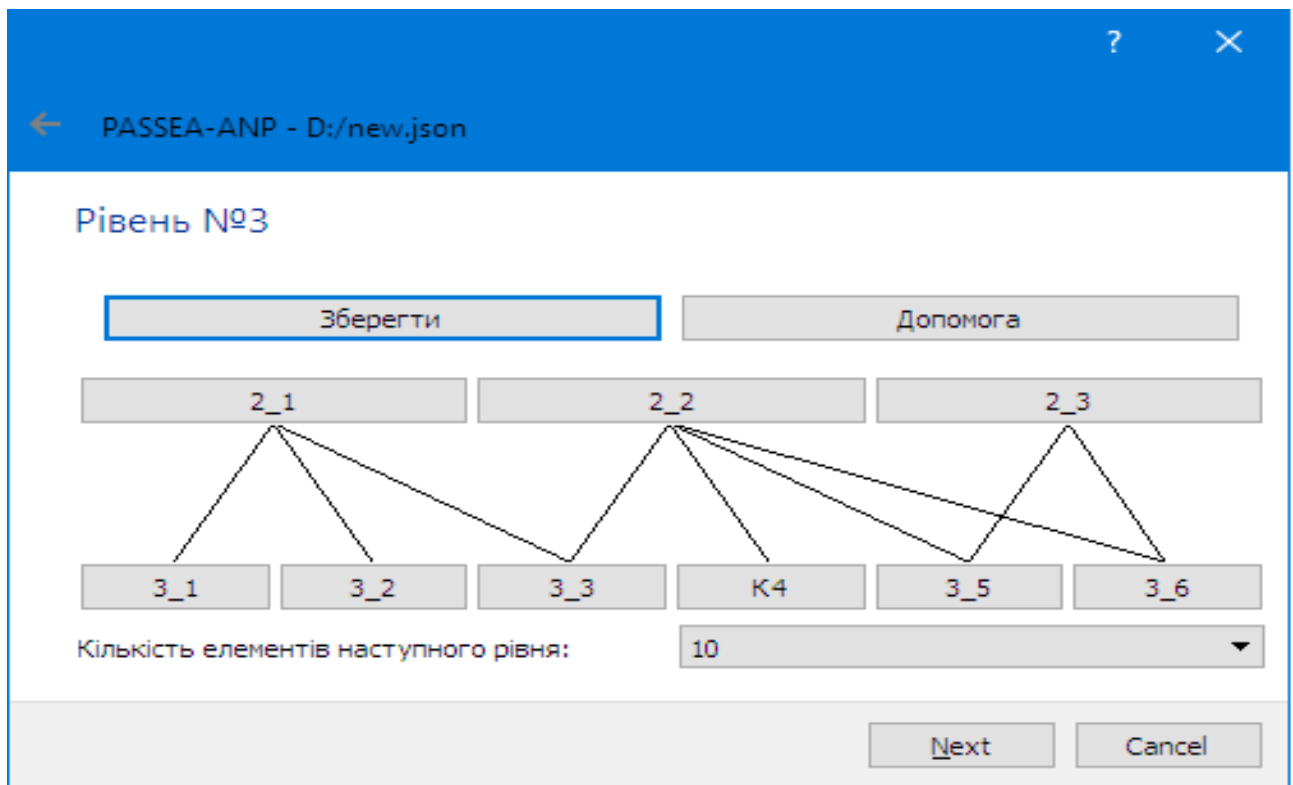 ?
PASSEA-ANP - D:/new.json
Рівень №3
Зберегти Допомога
2_1 2_2 2_3
3_1 3_2 3_3 K4 3_5 3_6
Кількість елементів наступного рівня: 10
Next Cancel